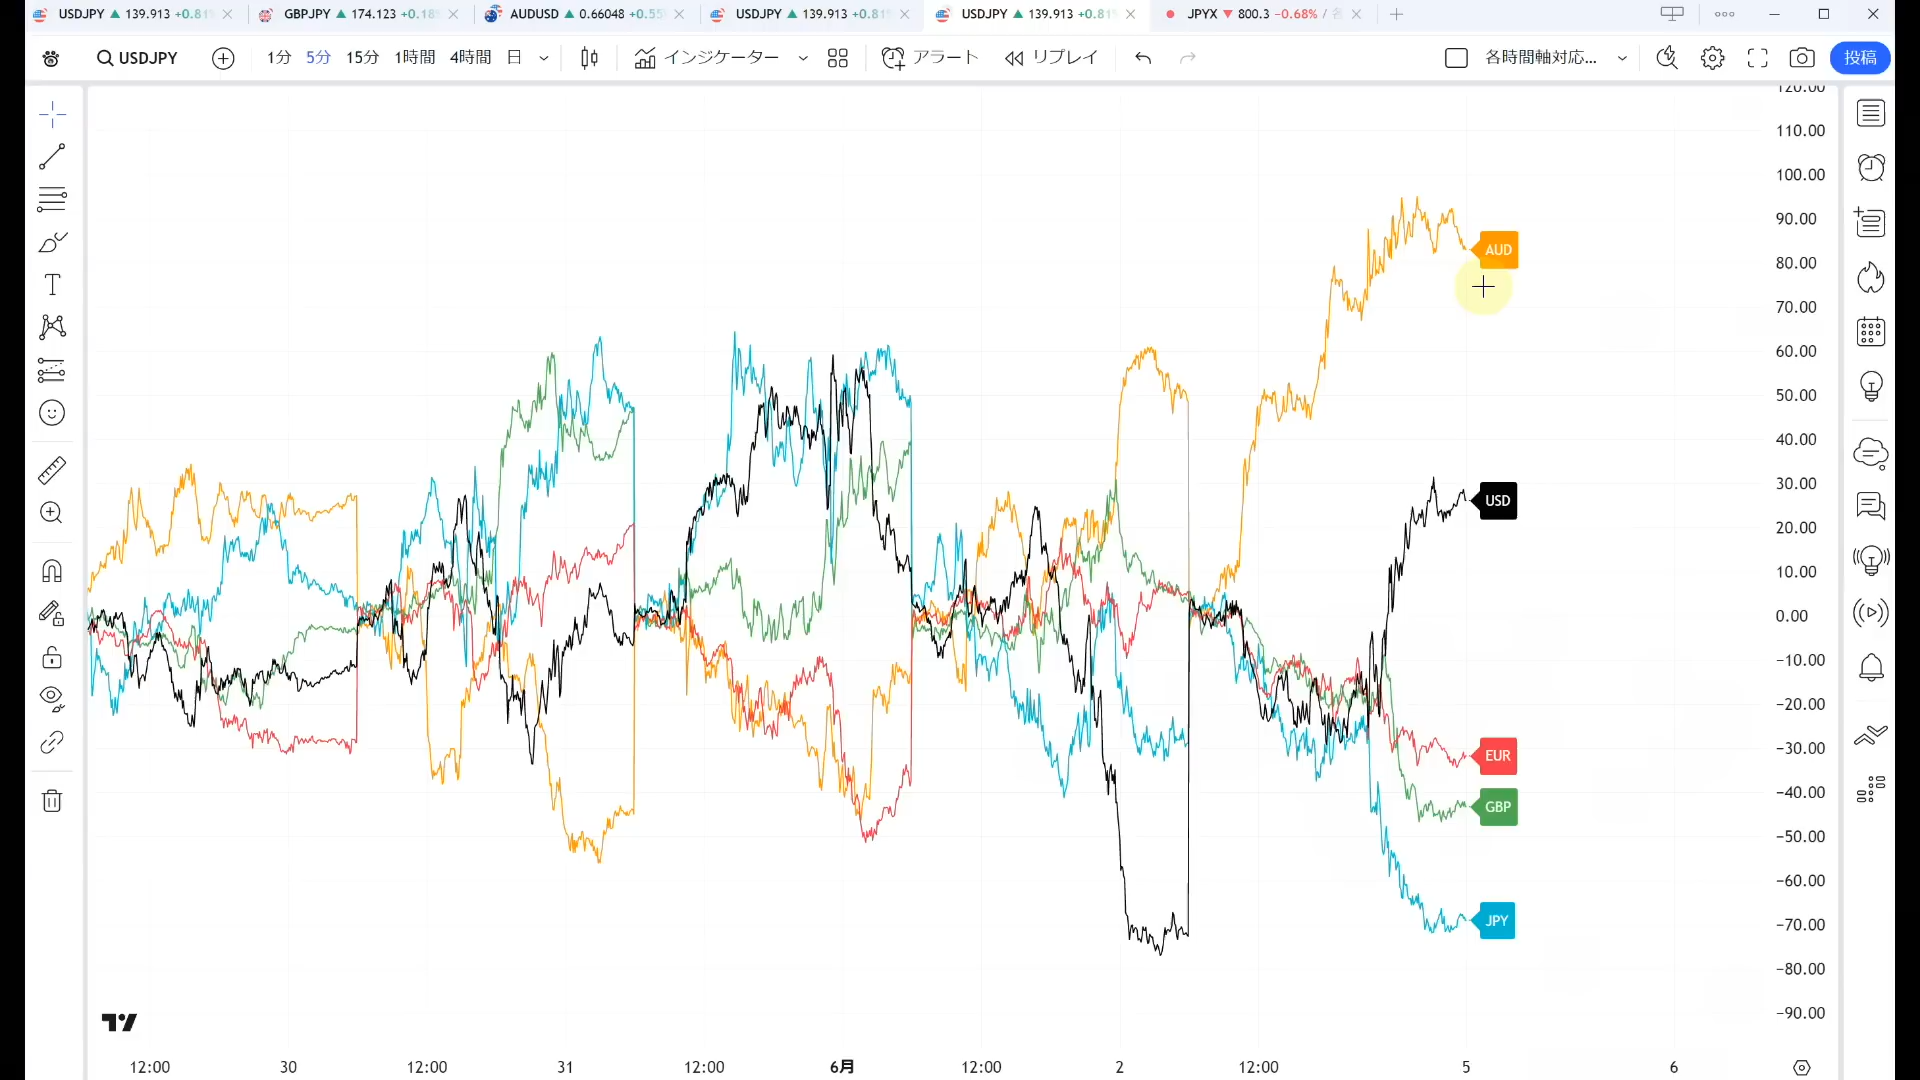 USDJPY ▲ 139.913 +0.81
GBPJPY ▲ 174.123 +0.18
AUDUSD ▲ 0.66048 +0.55
USDJPY ▲ 139.913 +0.81
USDJPY ▲ 139.913 +0.81
JPYX ▼ 800.3 −0.68% / 各
USDJPY
1分 5分 15分 1時間 4時間 日
インジケーター
アラート
リプレイ
各時間軸対応...
投稿
120.00
110.00
100.00
90.00
80.00
70.00
60.00
50.00
40.00
30.00
20.00
10.00
0.00
−10.00
−20.00
−30.00
−40.00
−50.00
−60.00
−70.00
−80.00
−90.00
AUD
USD
EUR
GBP
JPY
12:00 30 12:00 31 12:00 6月 12:00 2 12:00 5 6